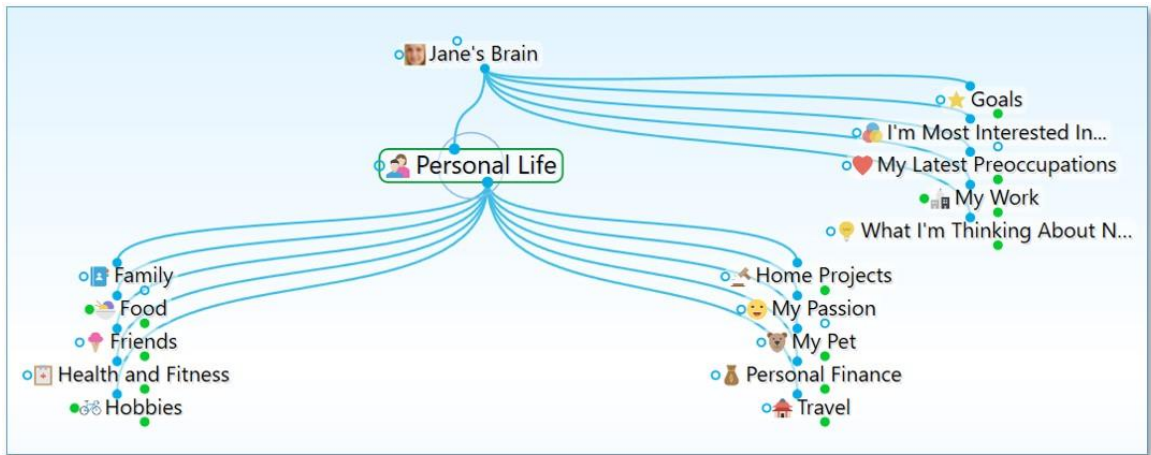 Jane's Brain
Goals
I'm Most Interested In...
My Latest Preoccupations
My Work
What I'm Thinking About N...
Personal Life
Family
Food
Friends
Health and Fitness
Hobbies
Home Projects
My Passion
My Pet
Personal Finance
Travel